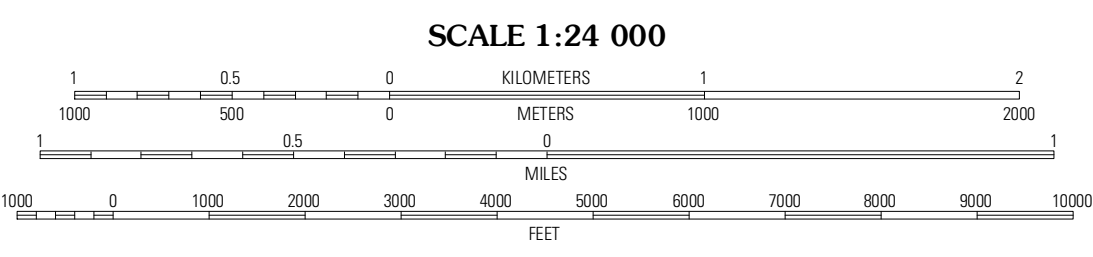 SCALE 1:24 000
1 0.5 0 KILOMETERS 1 2
1000 500 0 METERS 1000 2000
1 0.5 0 1
MILES
1000 0 1000 2000 3000 4000 5000 6000 7000 8000 9000 10000
FEET